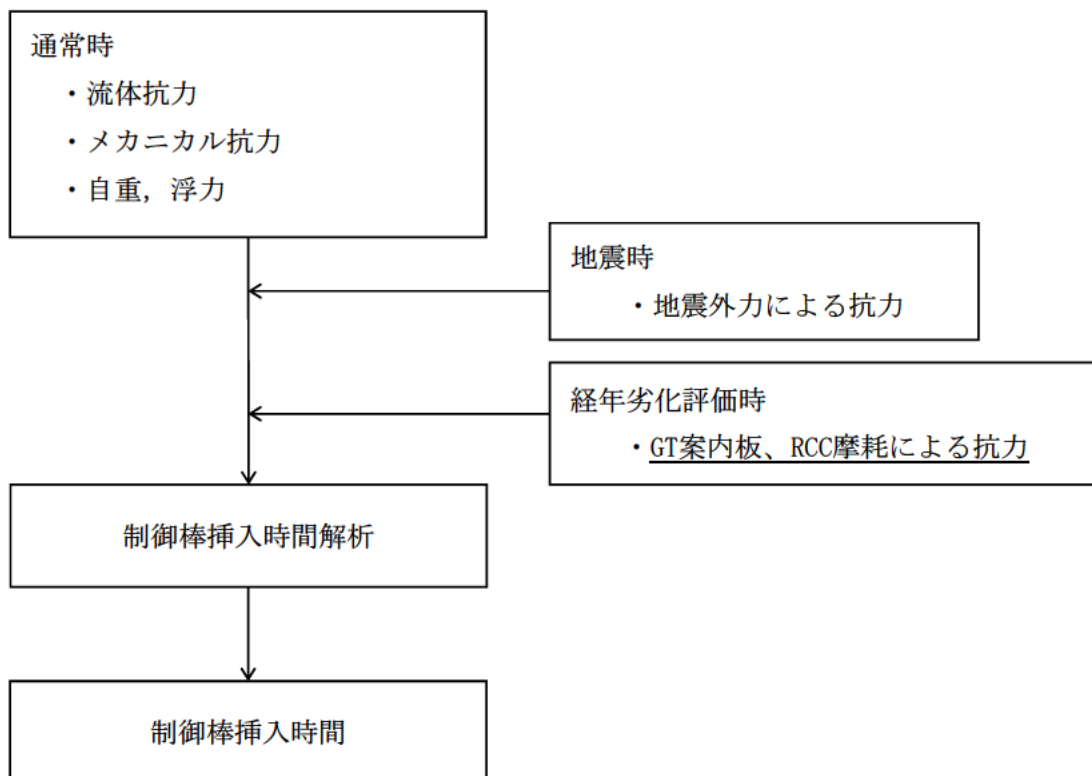 通常時
・流体抗力
・メカニカル抗力
・自重，浮力
地震時
・地震外力による抗力
経年劣化評価時
・GT案内板、RCC摩耗による抗力
制御棒挿入時間解析
制御棒挿入時間